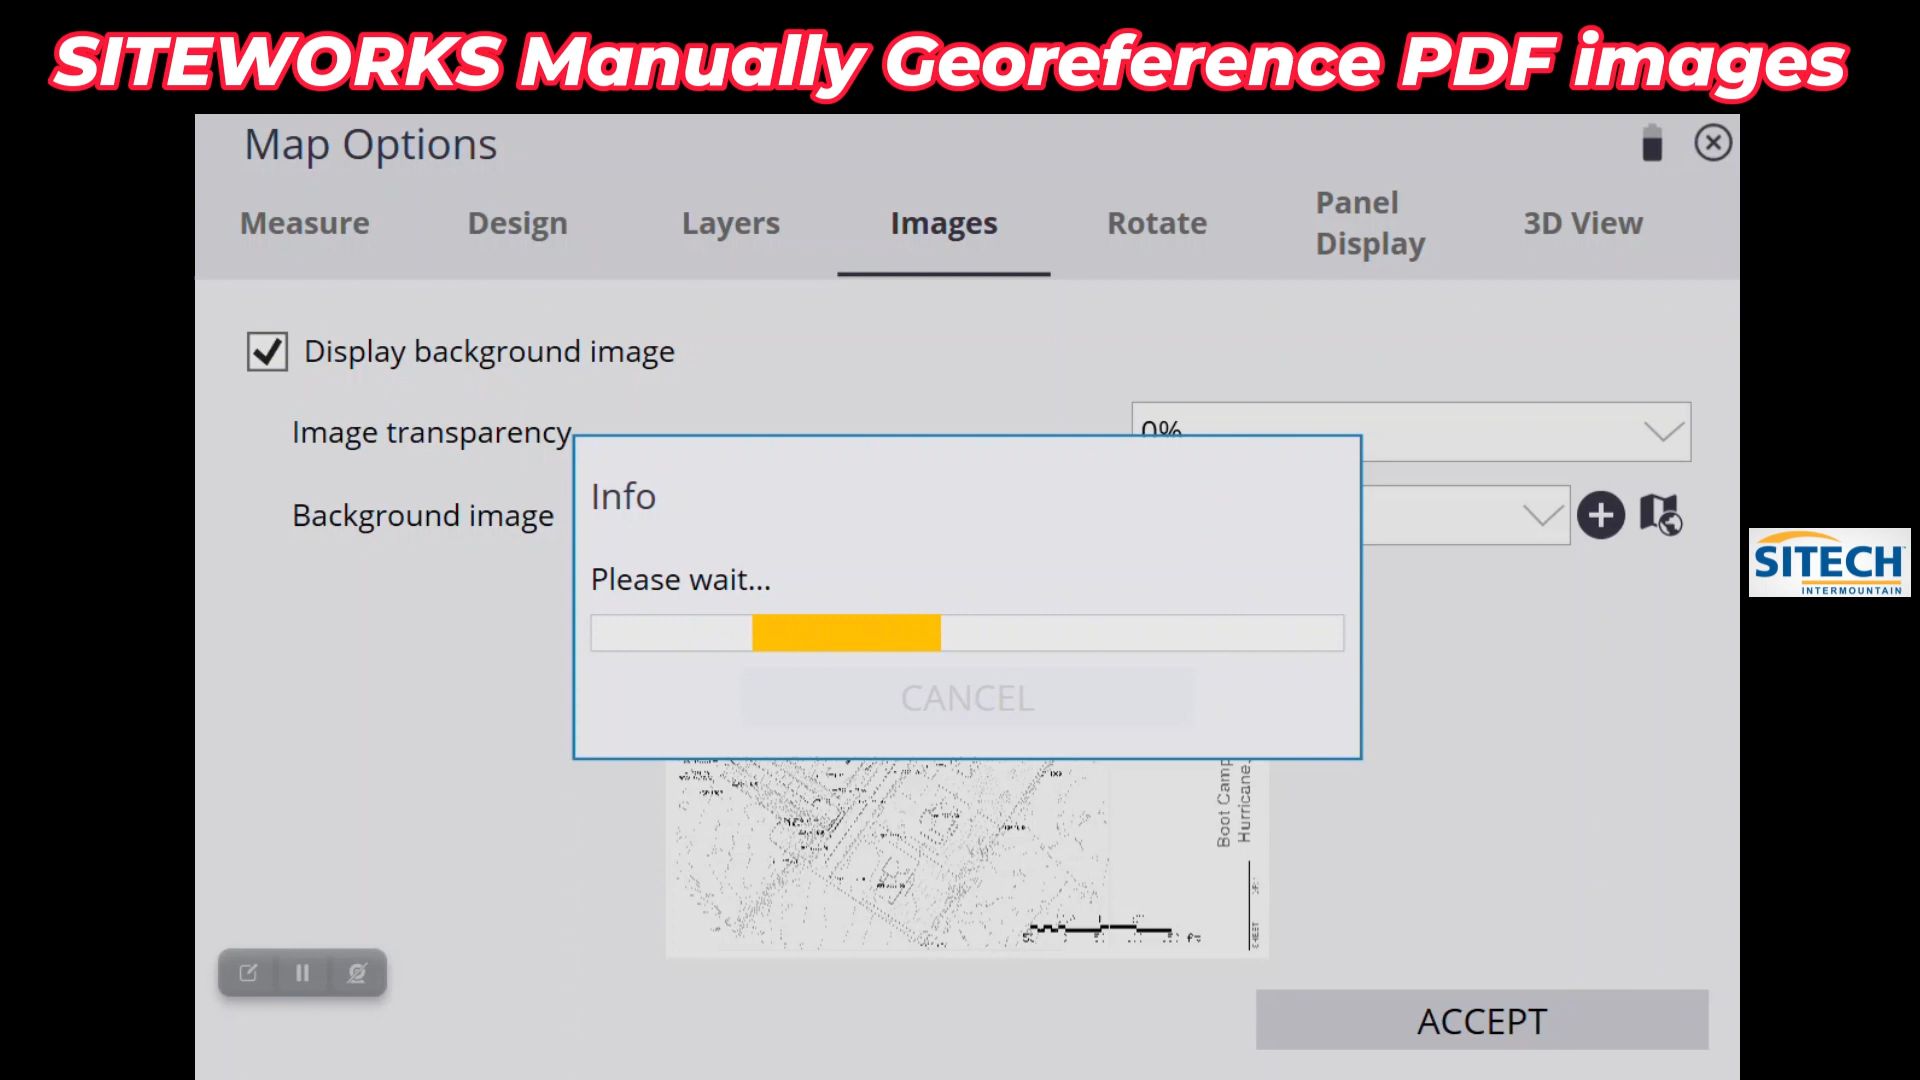 SITEWORKS Manually Georeference PDF images
Map Options
Measure
Design
Layers
Images
Rotate
Panel
Display
3D View
Display background image
Image transparency
0%
Background image
Info
Please wait...
CANCEL
Boot Camp
Hurricane,
SHEET
ACCEPT
SITECH
INTERMOUNTAIN